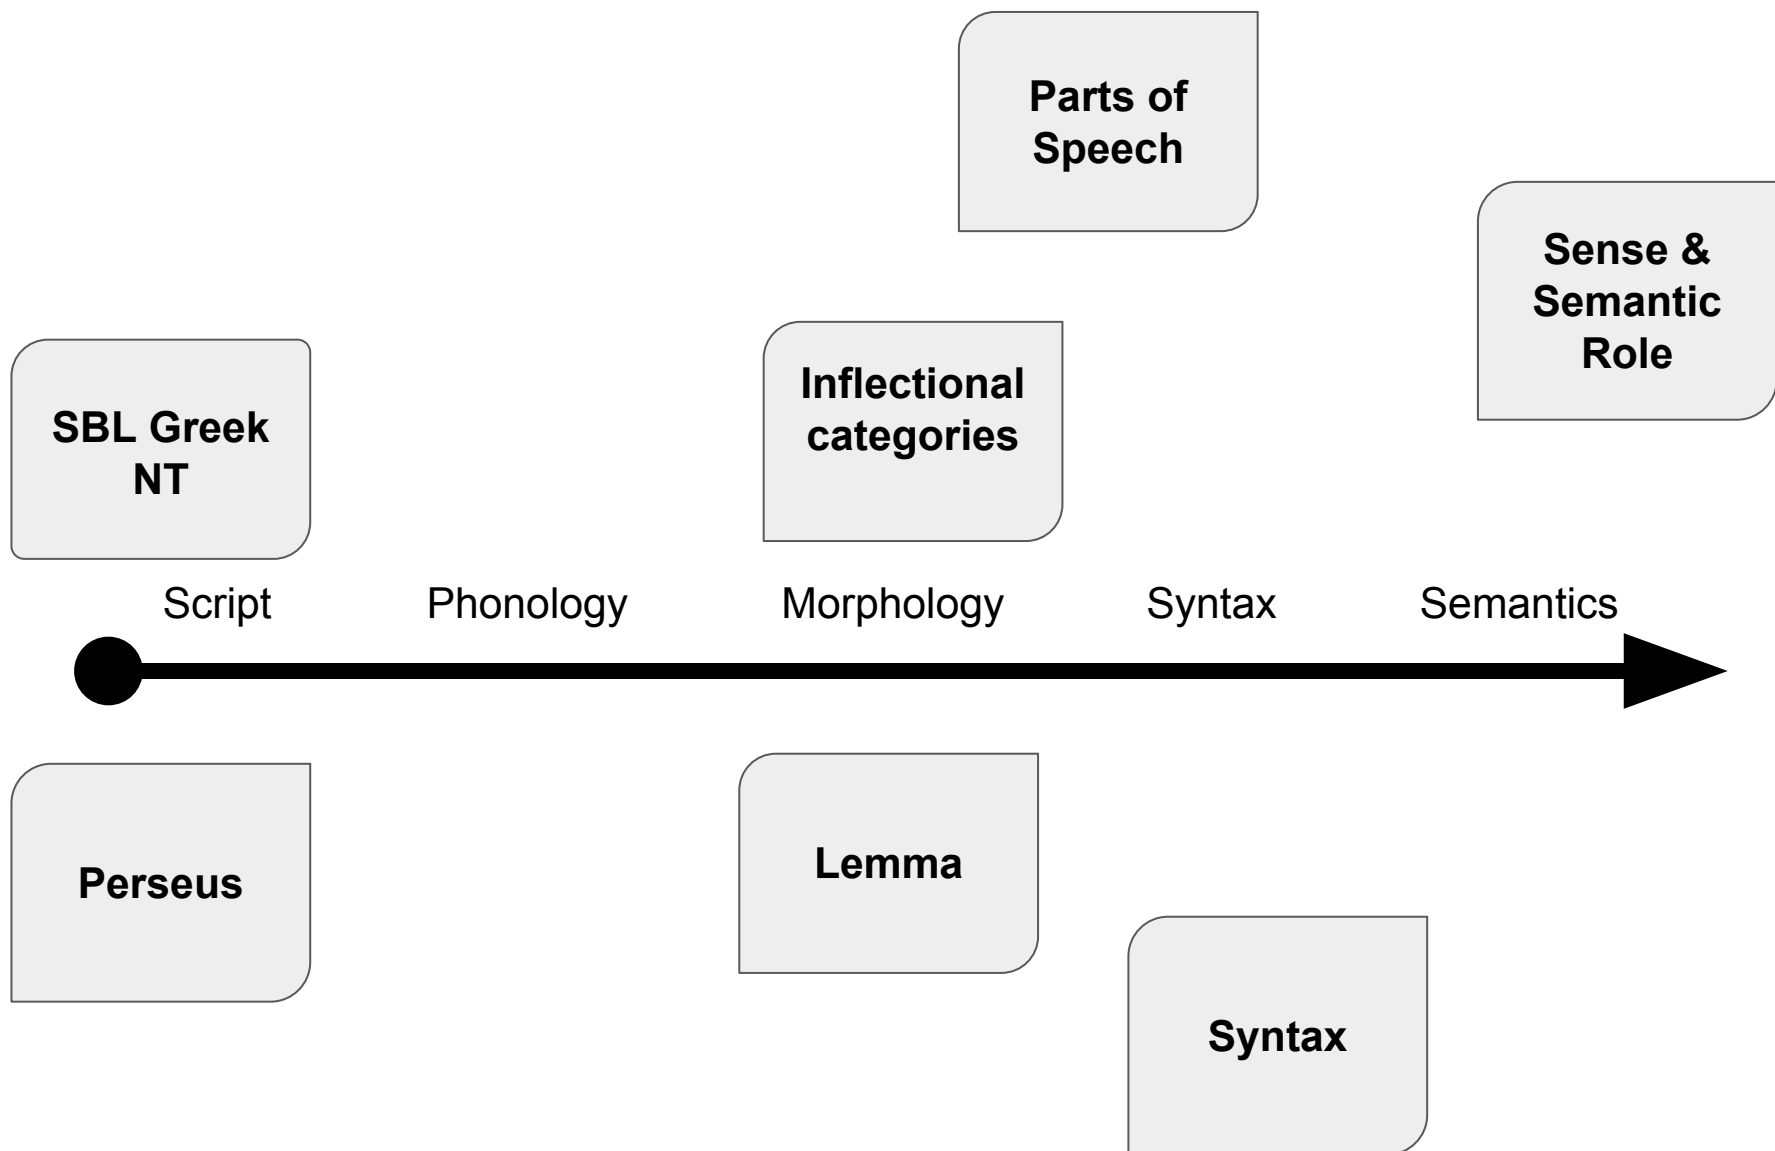 Parts of
Speech
Sense &
Semantic
Role
SBL Greek
NT
Inflectional
categories
Script
Phonology
Morphology
Syntax
Semantics
Perseus
Lemma
Syntax